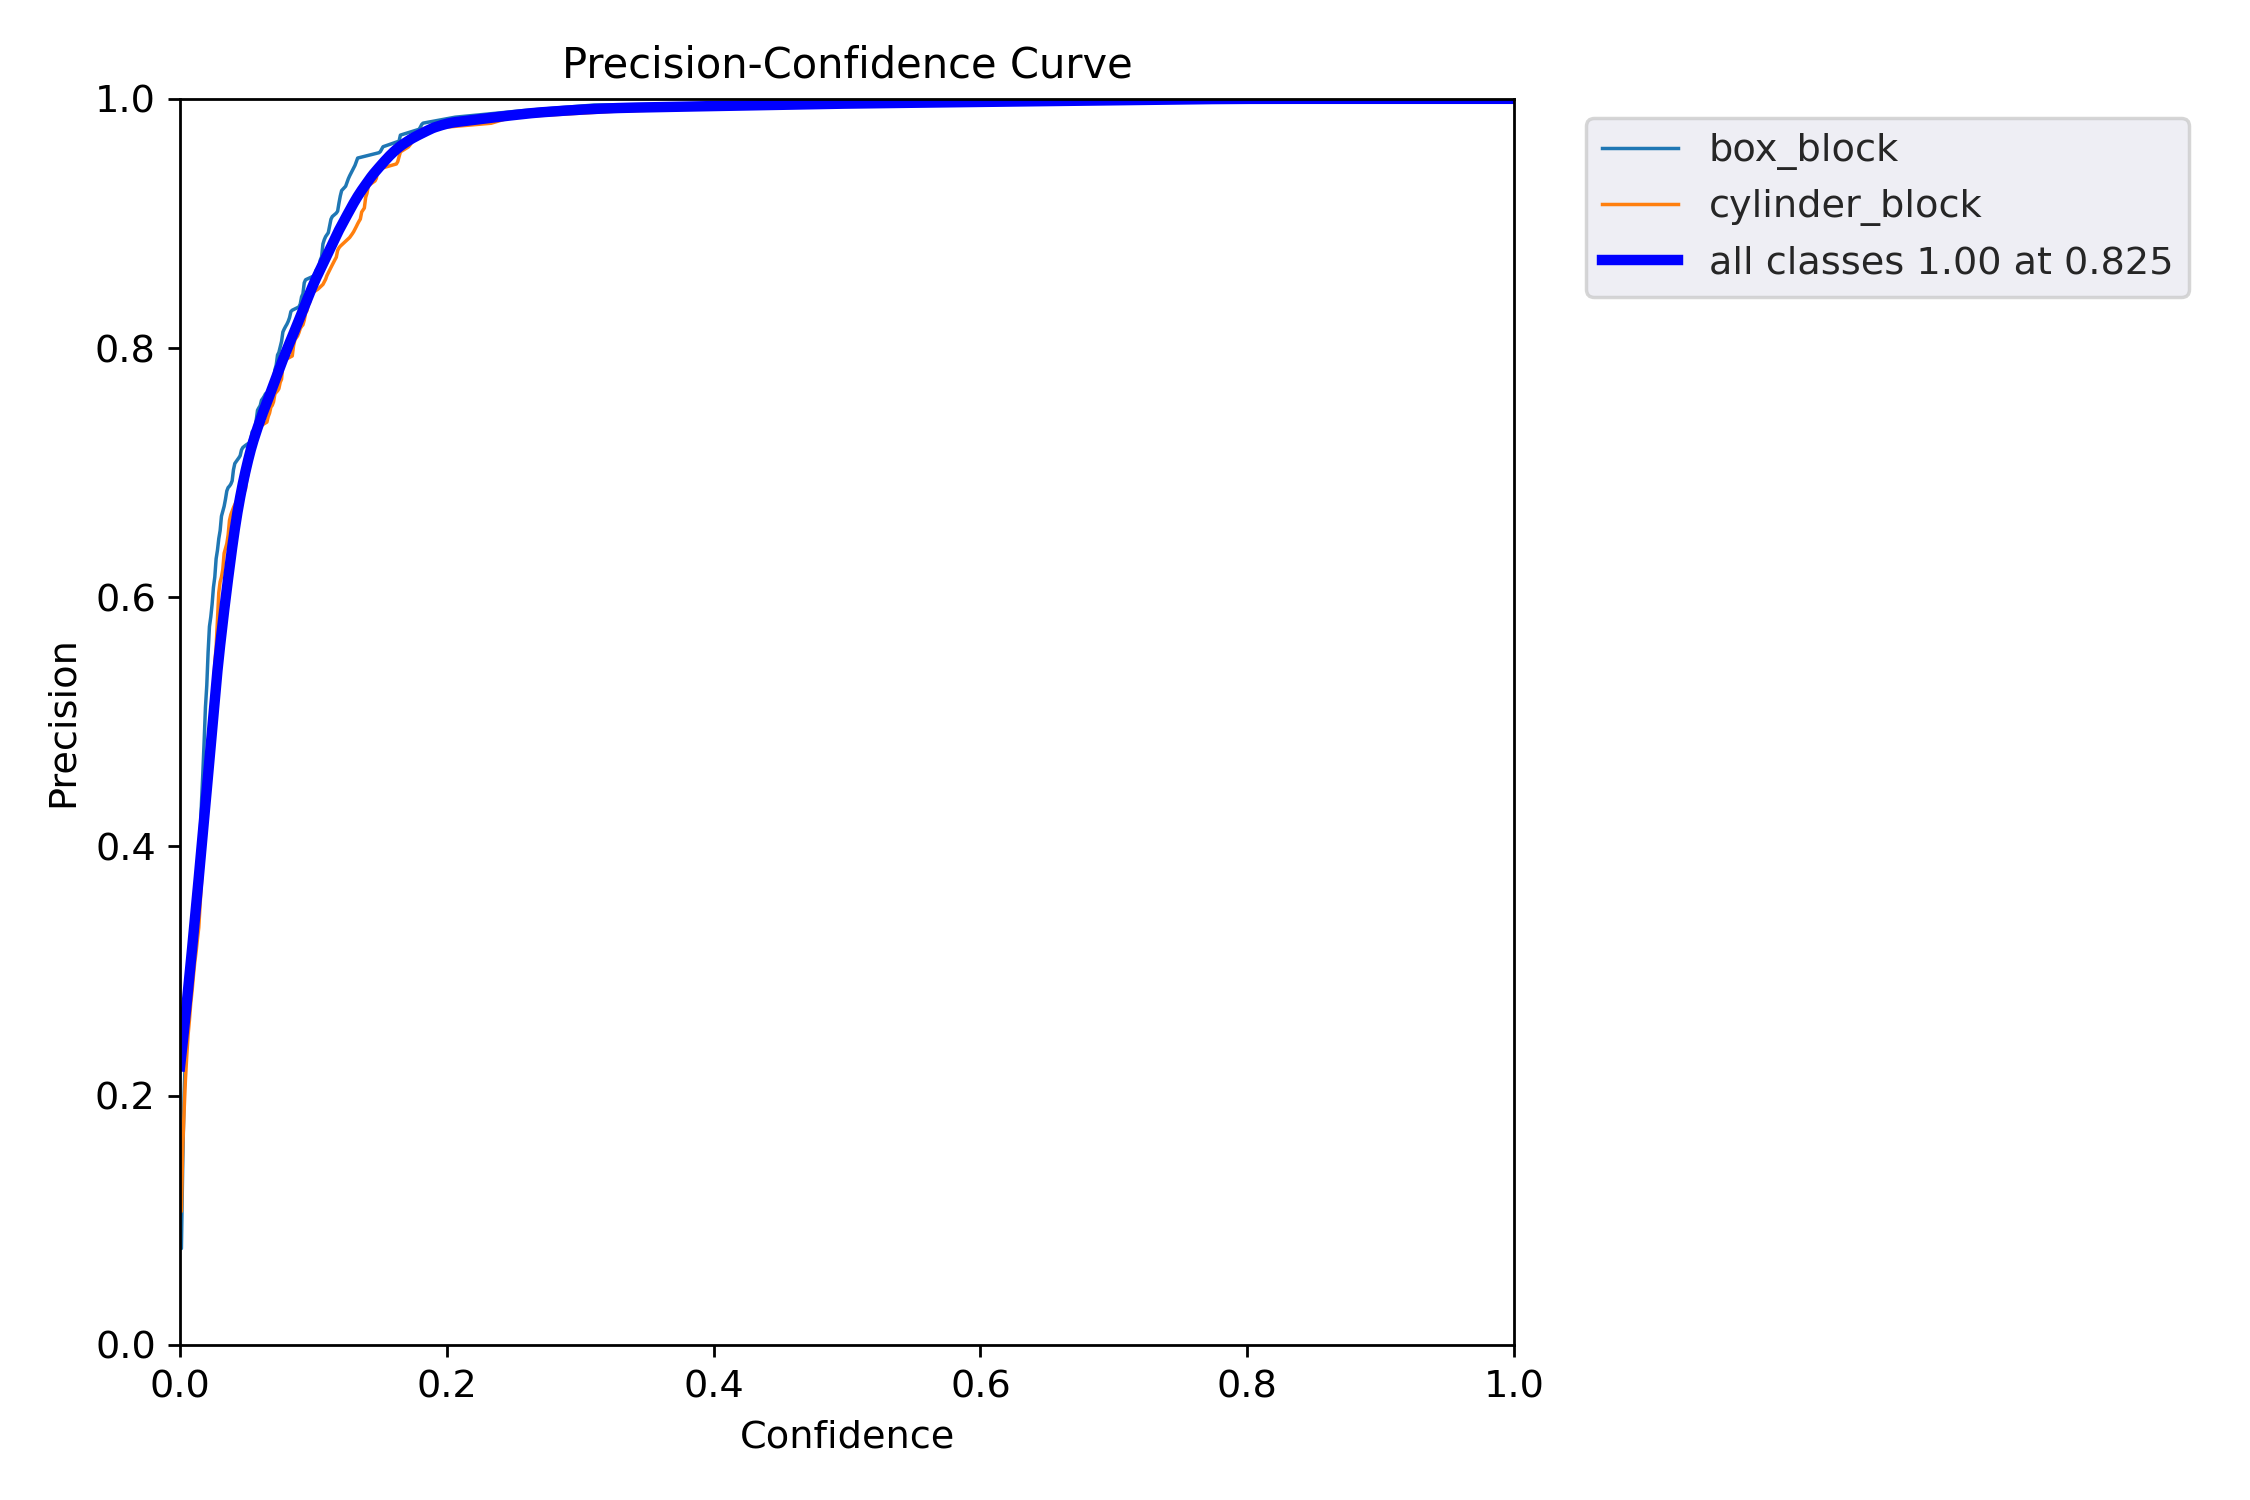 Precision-Confidence Curve
1.0
0.8
0.6
0.4
0.2
0.0
Precision
0.0 0.2 0.4 0.6 0.8 1.0
Confidence
box_block
cylinder_block
all classes 1.00 at 0.825